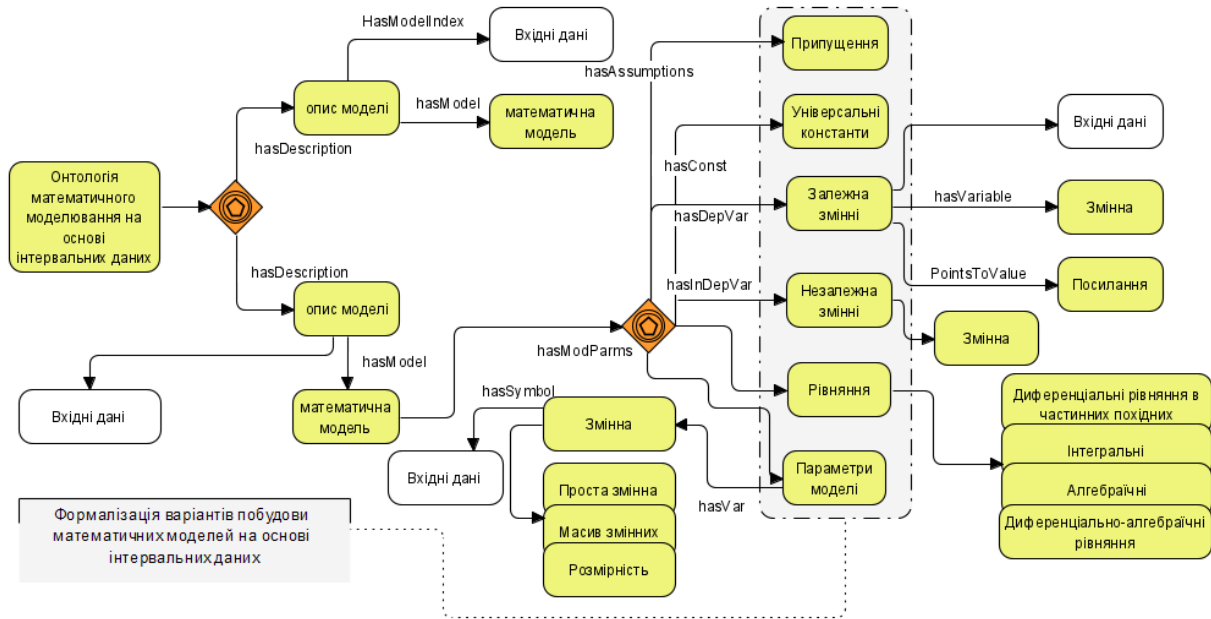 HasModelIndex
Вхідні дані
опис моделі
hasModel
математична
модель
hasDescription
Онтологія
математичного
моделювання на
основі
інтервальних даних
hasDescription
опис моделі
hasModel
Вхідні дані
математична
модель
hasAssumptions
Припущення
Універсальні
константи
hasConst
Вхідні дані
Залежна
змінні
hasDepVar
hasVariable
Змінна
PointsToValue
Посилання
hasInDepVar
Незалежна
змінні
Змінна
hasModParms
Рівняння
Диференціальні рівняння в
частинних похідних
Інтегральні
Алгебраїчні
Диференціально-алгебраїчні
рівняння
hasSymbol
Змінна
Вхідні дані
Параметри
моделі
hasVar
Проста змінна
Масив змінних
Розмірність
Формалізація варіантів побудови
математичних моделей на основі
інтервальних даних